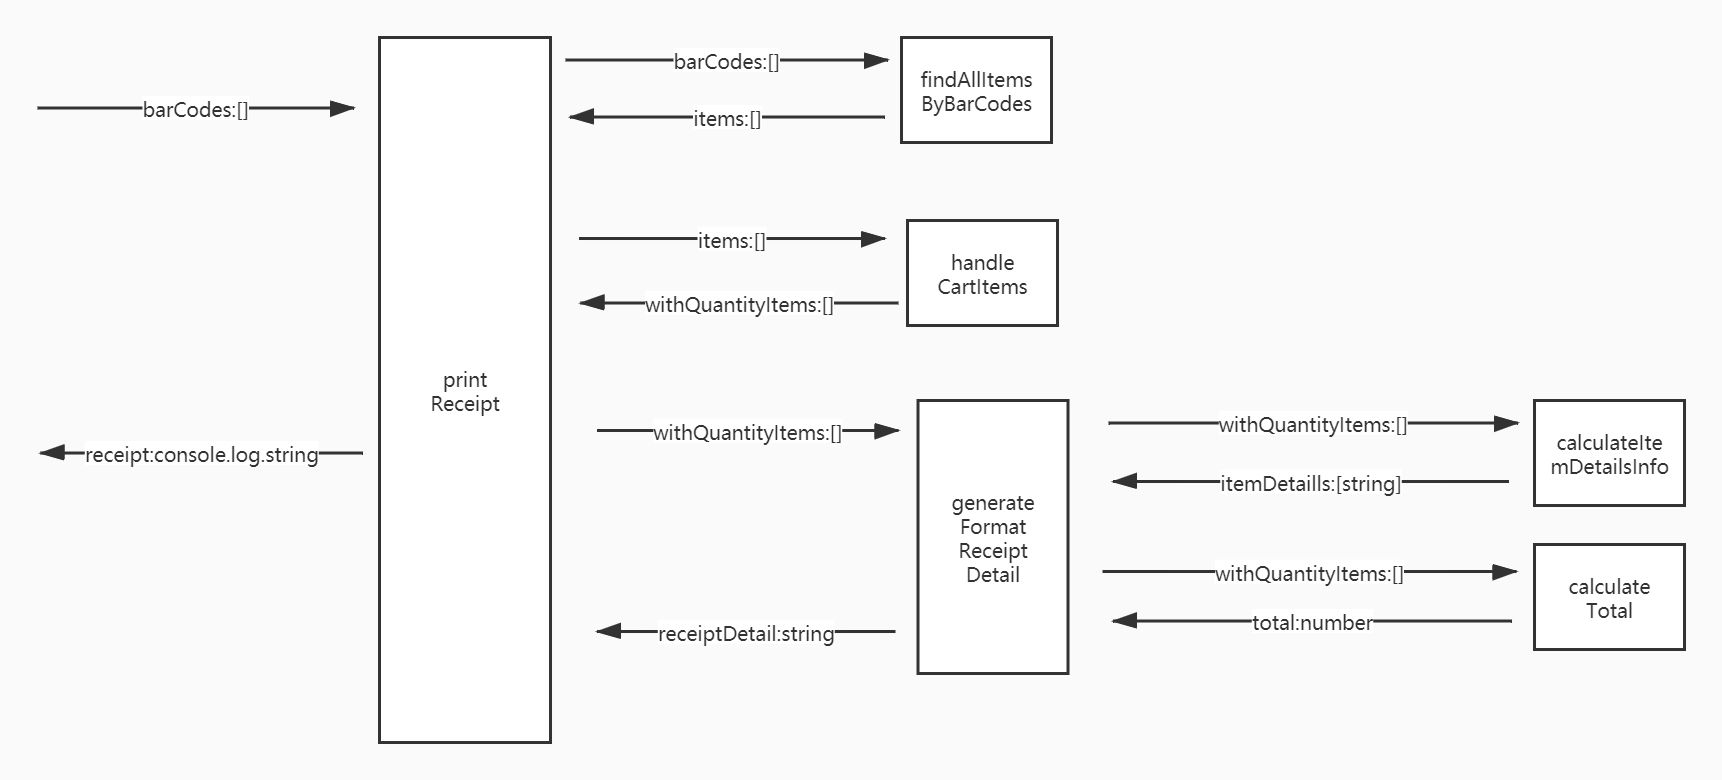 barCodes:[]
receipt:console.log.string
print
Receipt
barCodes:[]
items:[]
findAllItems
ByBarCodes
items:[]
withQuantityItems:[]
handle
CartItems
withQuantityItems:[]
receiptDetail:string
generate
Format
Receipt
Detail
withQuantityItems:[]
itemDetaills:[string]
calculateIte
mDetailsInfo
withQuantityItems:[]
total:number
calculate
Total